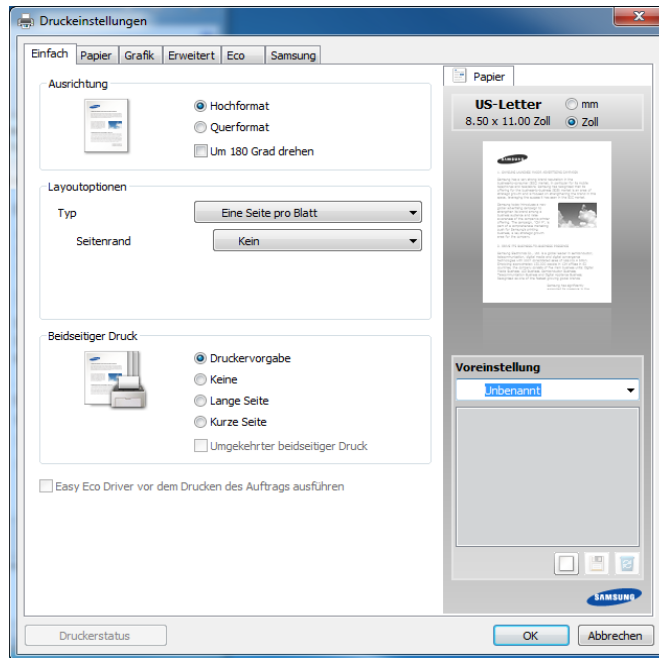 Druckeinstellungen
Einfach Papier Grafik Erweitert Eco Samsung
Ausrichtung
Hochformat
Querformat
Um 180 Grad drehen
Layoutoptionen
Typ Eine Seite pro Blatt
Seitenrand Kein
Beidseitiger Druck
Druckervorgabe
Keine
Lange Seite
Kurze Seite
Umgekehrter beidseitiger Druck
Easy Eco Driver vor dem Drucken des Auftrags ausführen
Papier
US-Letter mm
8.50 x 11.00 Zoll Zoll
SAMSUNG
Voreinstellung
Unbenannt
SAMSUNG
Druckerstatus OK Abbrechen